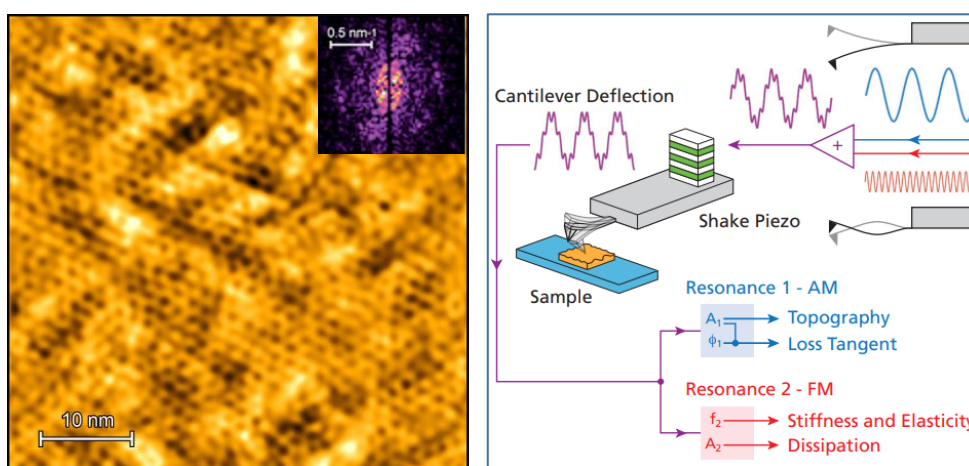 0.5 nm-1
10 nm
Cantilever Deflection
+
Shake Piezo
Sample
Resonance 1 - AM
A1
Topography
ϕ1
Loss Tangent
Resonance 2 - FM
f2
Stiffness and Elasticity
A2
Dissipation